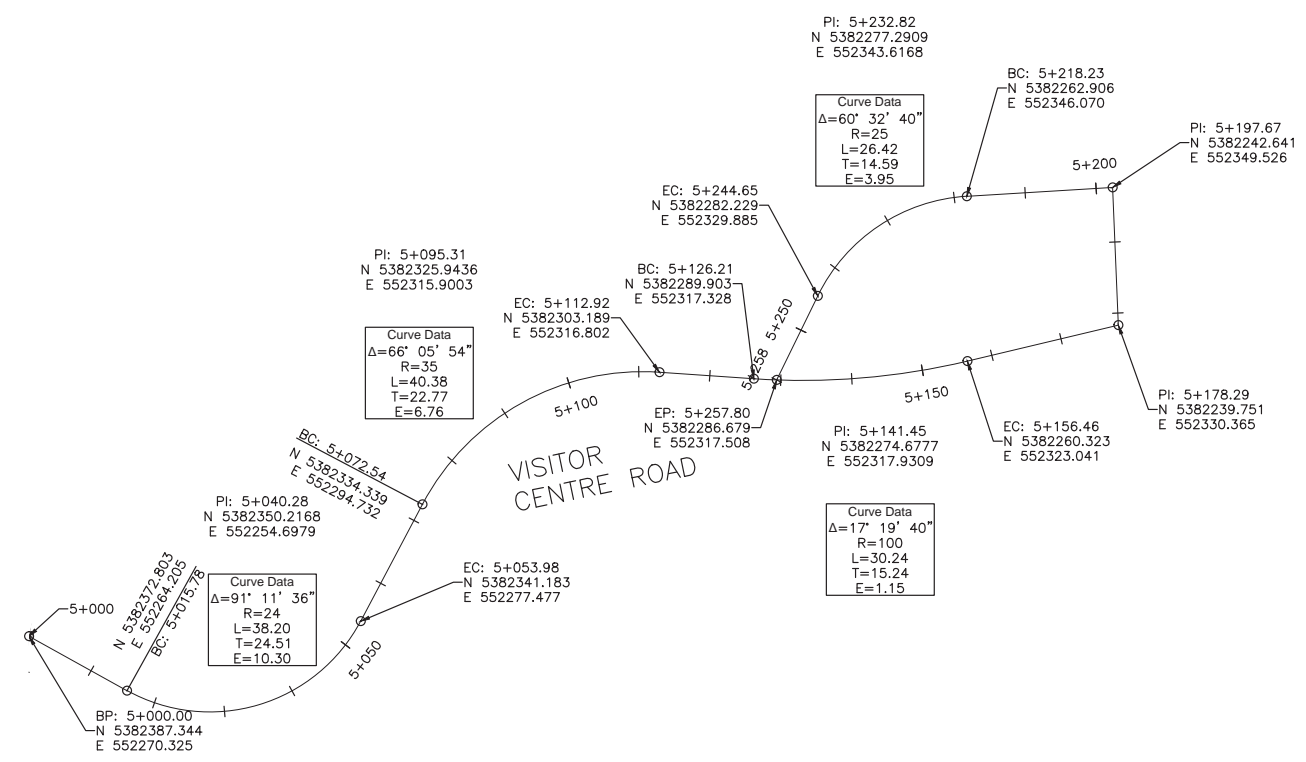 PI: 5+232.82
N 5382277.2909
E 552343.6168
BC: 5+218.23
N 5382262.906
E 552346.070
Curve Data
Δ=60° 32' 40"
R=25
L=26.42
T=14.59
E=3.95
PI: 5+197.67
N 5382242.641
E 552349.526
5+200
EC: 5+244.65
N 5382282.229
E 552329.885
PI: 5+095.31
N 5382325.9436
E 552315.9003
BC: 5+126.21
N 5382289.903
E 552317.328
EC: 5+112.92
N 5382303.189
E 552316.802
5+258
5+250
Curve Data
Δ=66° 05' 54"
R=35
L=40.38
T=22.77
E=6.76
5+100
5+150
EP: 5+257.80
N 5382286.679
E 552317.508
PI: 5+141.45
N 5382274.6777
E 552317.9309
EC: 5+156.46
N 5382260.323
E 552323.041
PI: 5+178.29
N 5382239.751
E 552330.365
BC: 5+072.54
N 5382334.339
E 552294.732
VISITOR
CENTRE ROAD
PI: 5+040.28
N 5382350.2168
E 552254.6979
Curve Data
Δ=17° 19' 40"
R=100
L=30.24
T=15.24
E=1.15
N 5382372.803
E 552264.205
BC: 5+015.78
Curve Data
Δ=91° 11' 36"
R=24
L=38.20
T=24.51
E=10.30
EC: 5+053.98
N 5382341.183
E 552277.477
5+000
5+050
BP: 5+000.00
N 5382387.344
E 552270.325